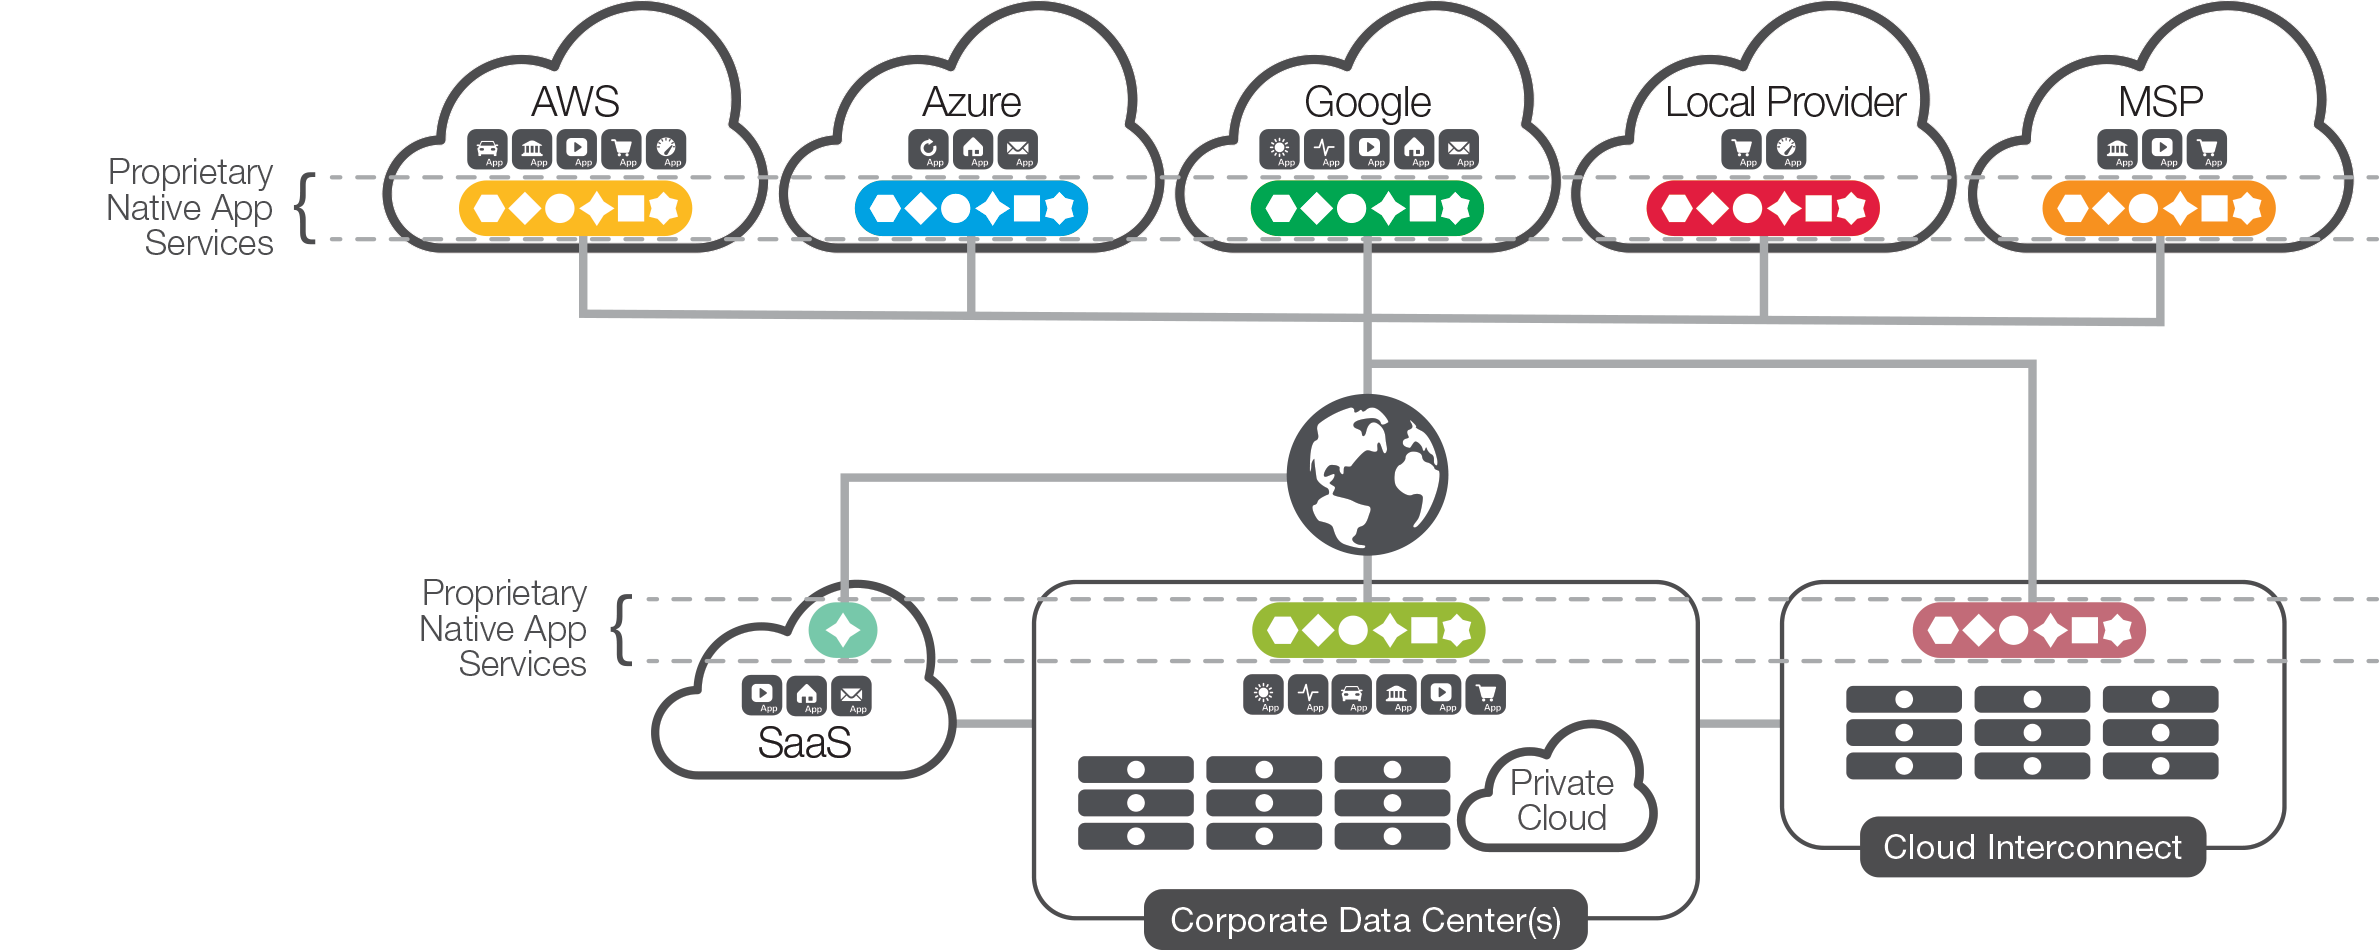 AWS
Azure
Google
Local Provider
MSP
App App App App App
App App App
App App App App App
App App
App App App
Proprietary
Native App
Services
Proprietary
Native App
Services
App App App
SaaS
App App App App App App
Private
Cloud
Cloud Interconnect
Corporate Data Center(s)